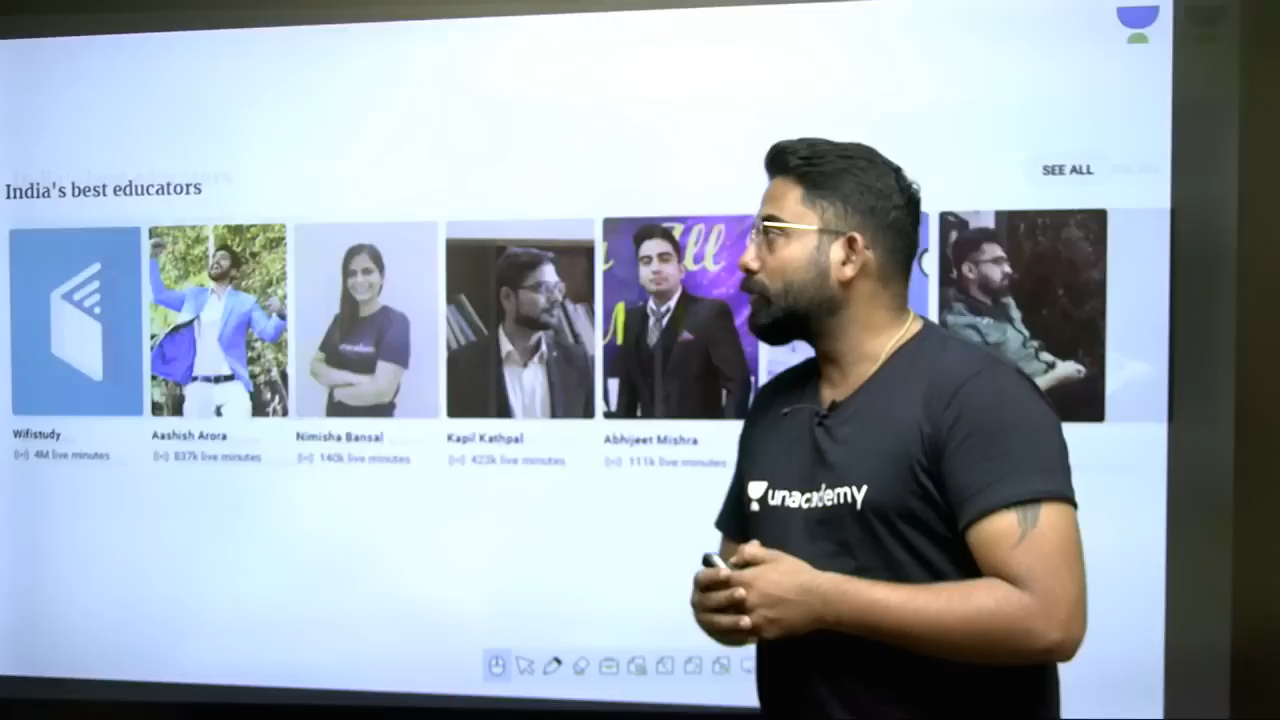 India's best educators
SEE ALL
Wifistudy
4M live minutes
Aashish Arora
837k live minutes
Nimisha Bansal
140k live minutes
Kapil Kathpal
423k live minutes
Abhijeet Mishra
111k live minutes
All
unacademy